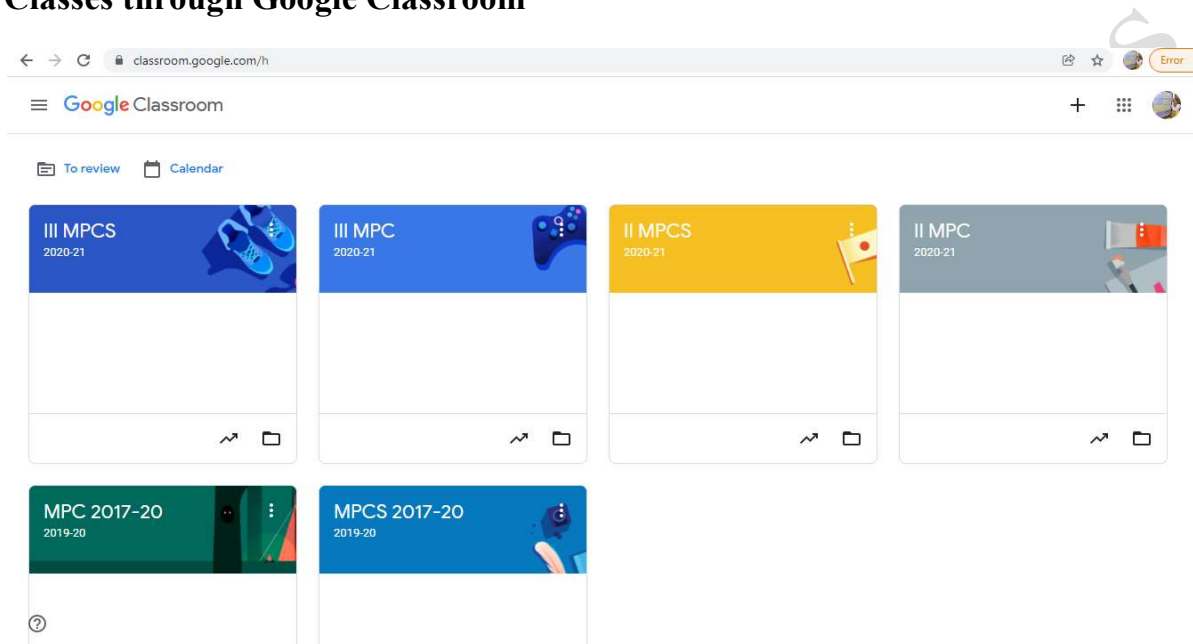 Classes through Google Classroom
classroom.google.com/h
Error
Google Classroom
To review Calendar
III MPCS
2020-21
III MPC
2020-21
II MPCS
2020-21
II MPC
2020-21
MPC 2017-20
2019-20
MPCS 2017-20
2019-20